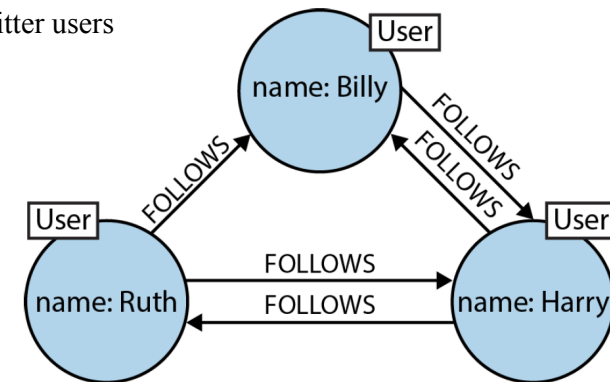 itter users
User
name: Billy
FOLLOWS
FOLLOWS
FOLLOWS
User
User
FOLLOWS
name: Ruth
name: Harry
FOLLOWS